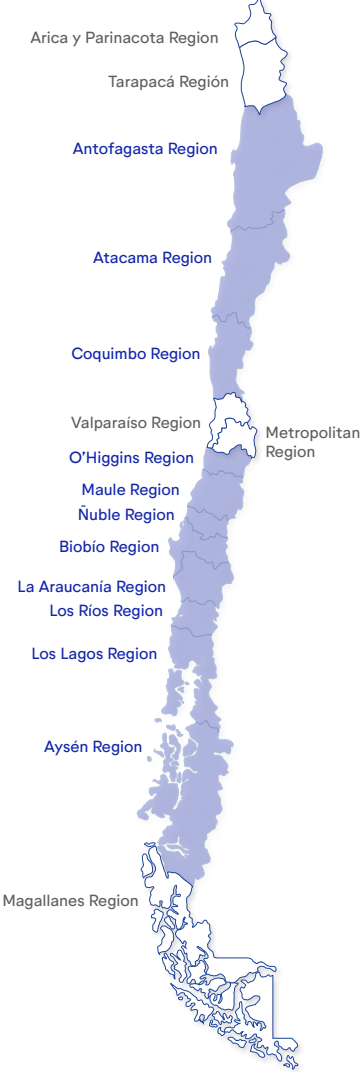 Arica y Parinacota Region
Tarapacá Región
Antofagasta Region
Atacama Region
Coquimbo Region
Valparaíso Region
Metropolitan
Region
O'Higgins Region
Maule Region
Ñuble Region
Biobío Region
La Araucanía Region
Los Ríos Region
Los Lagos Region
Aysén Region
Magallanes Region